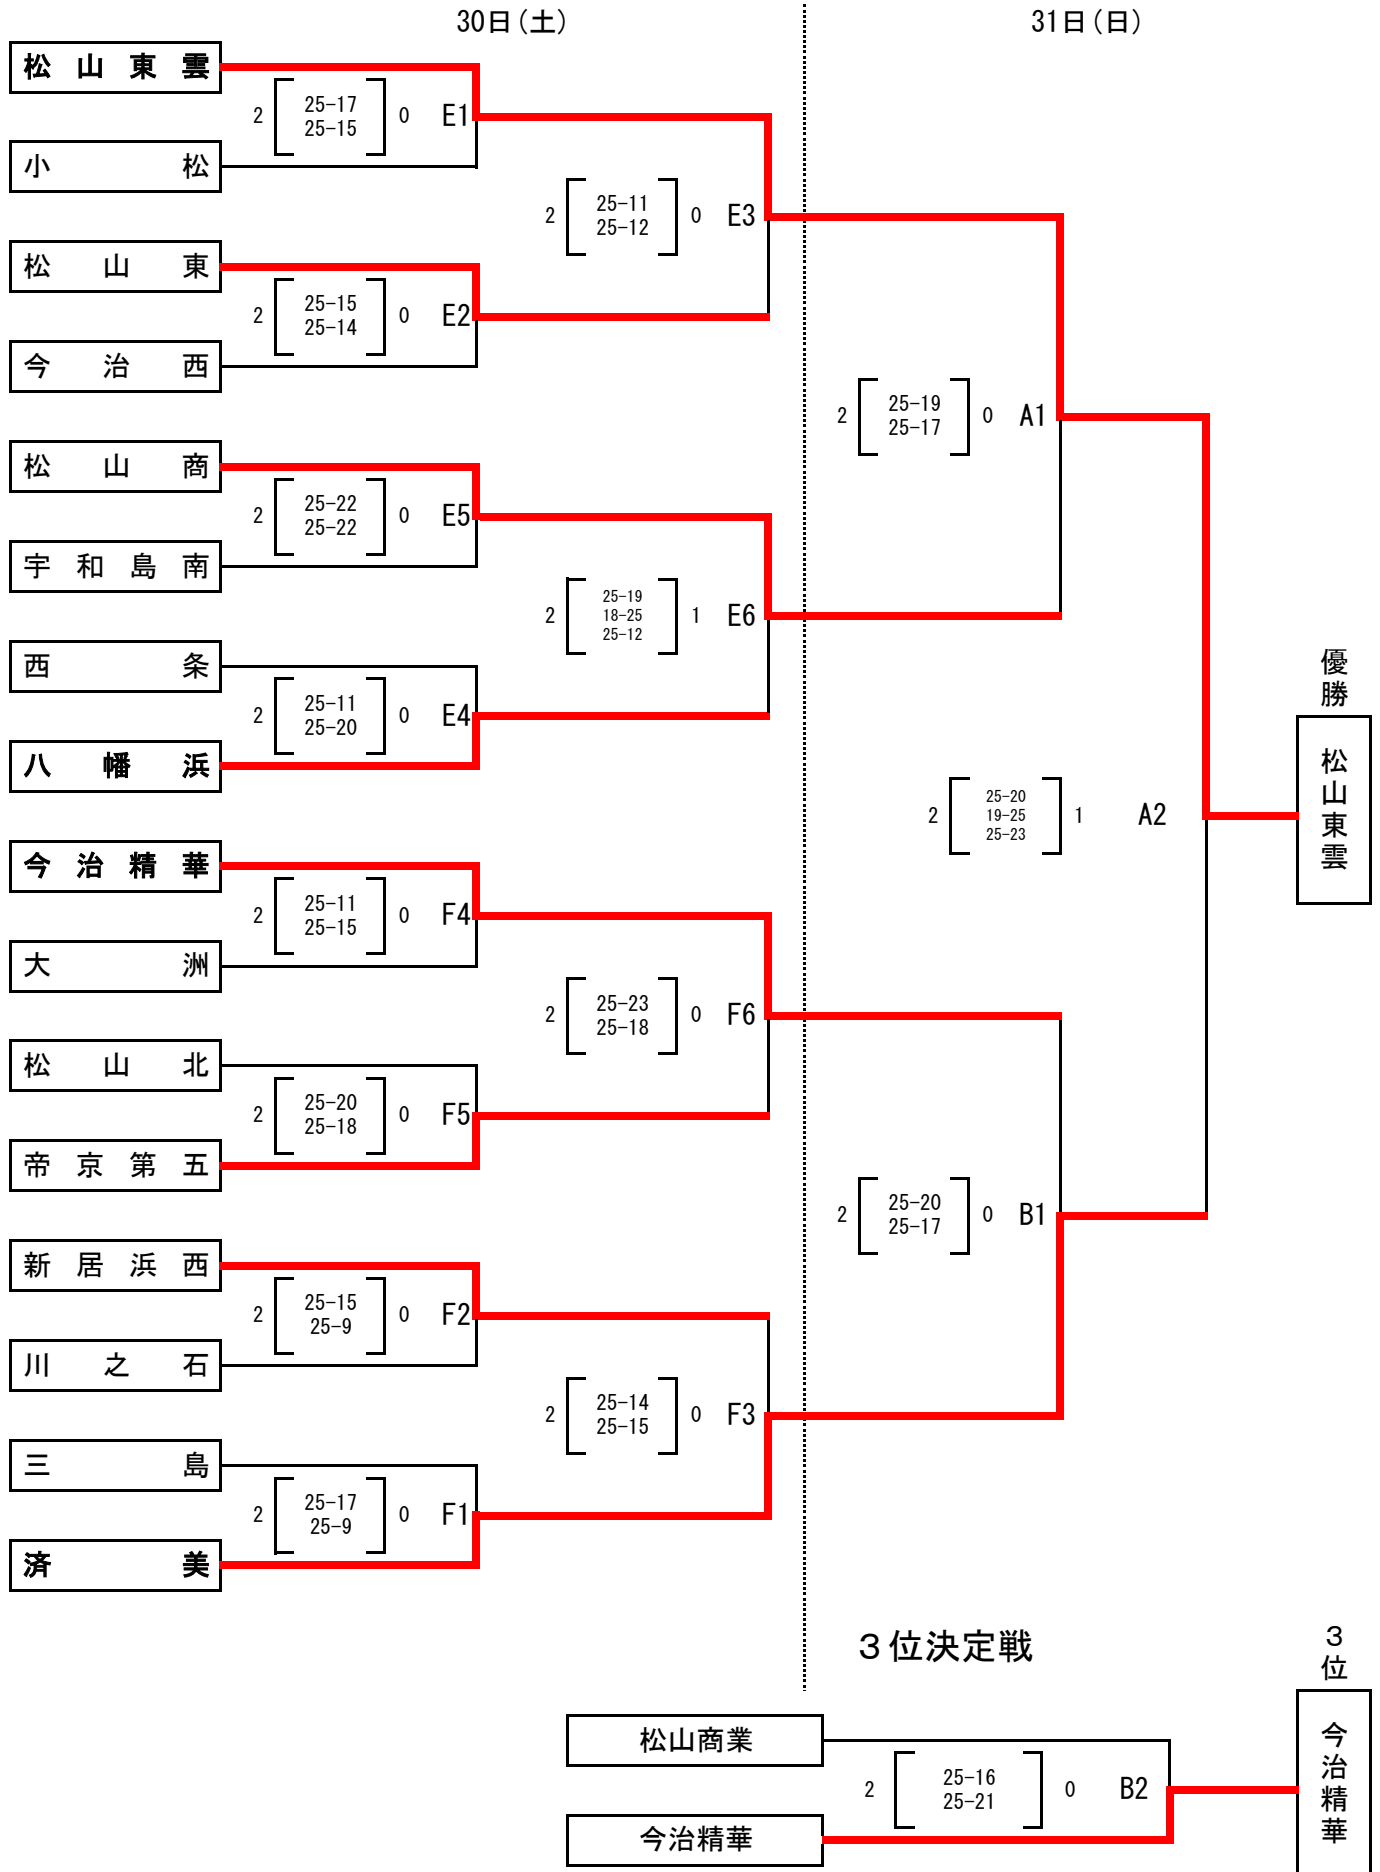 30日(土)
31日(日)
松山東雲
2 25-17 0 E1
25-15
小松
2 25-11 0 E3
25-12
松山東
2 25-15 0 E2
25-14
今治西
2 25-19 0 A1
25-17
松山商
2 25-22 0 E5
25-22
宇和島南
2 25-19 1 E6
18-25
25-12
西条
2 25-11 0 E4
25-20
八幡浜
優勝
松山東雲
2 25-20 1 A2
19-25
25-23
今治精華
2 25-11 0 F4
25-15
大洲
2 25-23 0 F6
25-18
松山北
2 25-20 0 F5
25-18
帝京第五
2 25-20 0 B1
25-17
新居浜西
2 25-15 0 F2
25-9
川之石
2 25-14 0 F3
25-15
三島
2 25-17 0 F1
25-9
済美
3位決定戦
3位
今治精華
松山商業
2 25-16 0 B2
25-21
今治精華